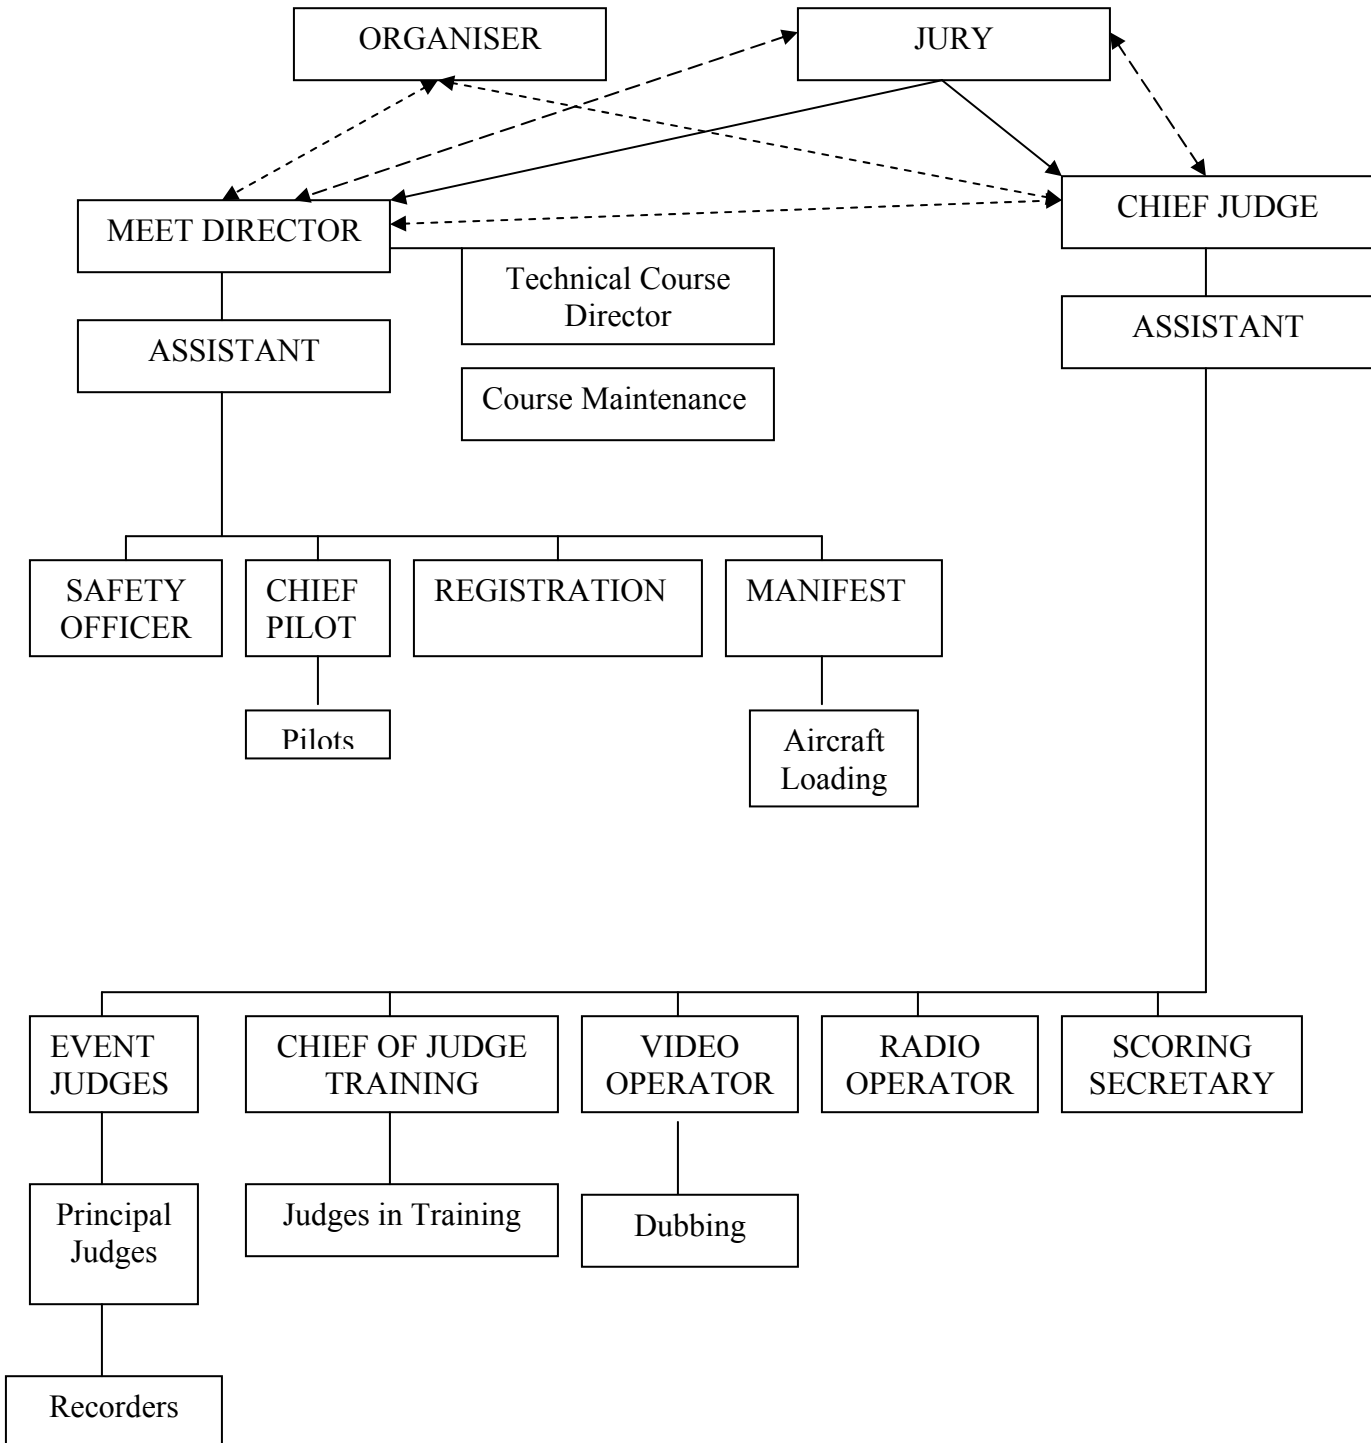 ORGANISER
JURY
MEET DIRECTOR
CHIEF JUDGE
Technical Course
Director
ASSISTANT
ASSISTANT
Course Maintenance
SAFETY
OFFICER
CHIEF
PILOT
REGISTRATION
MANIFEST
Pilots
Aircraft
Loading
EVENT
JUDGES
CHIEF OF JUDGE
TRAINING
VIDEO
OPERATOR
RADIO
OPERATOR
SCORING
SECRETARY
Principal
Judges
Judges in Training
Dubbing
Recorders